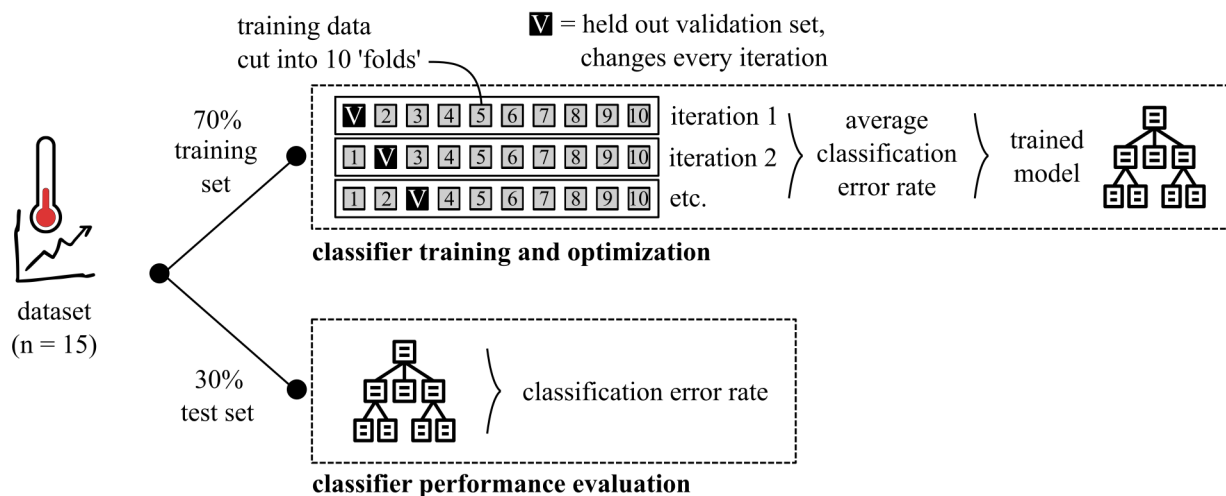 training data
cut into 10 'folds'
V = held out validation set,
changes every iteration
70%
training
set
V 2 3 4 5 6 7 8 9 10 iteration 1
1 V 3 4 5 6 7 8 9 10 iteration 2
1 2 V 4 5 6 7 8 9 10 etc.
average
classification
error rate
trained
model
classifier training and optimization
dataset
(n = 15)
30%
test set
classification error rate
classifier performance evaluation